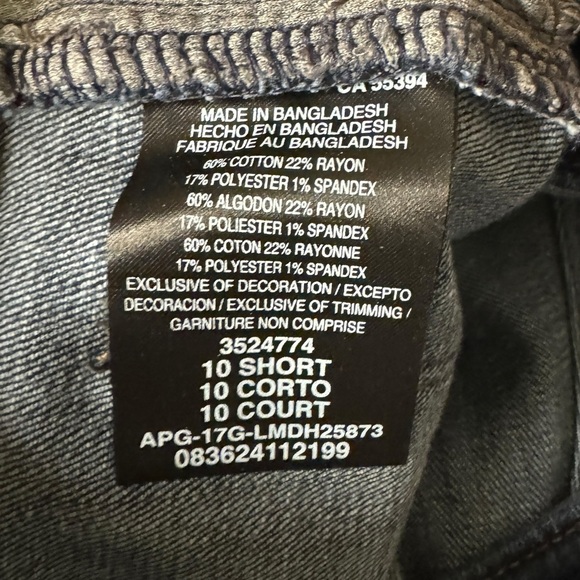 CA 55394
MADE IN BANGLADESH
HECHO EN BANGLADESH
FABRIQUE AU BANGLADESH
60% COTTON 22% RAYON
17% POLYESTER 1% SPANDEX
60% ALGODON 22% RAYON
17% POLIESTER 1% SPANDEX
60% COTON 22% RAYONNE
17% POLYESTER 1% SPANDEX
EXCLUSIVE OF DECORATION / EXCEPTO
DECORACION / EXCLUSIVE OF TRIMMING /
GARNITURE NON COMPRISE
3524774
10 SHORT
10 CORTO
10 COURT
APG-17G-LMDH25873
083624112199